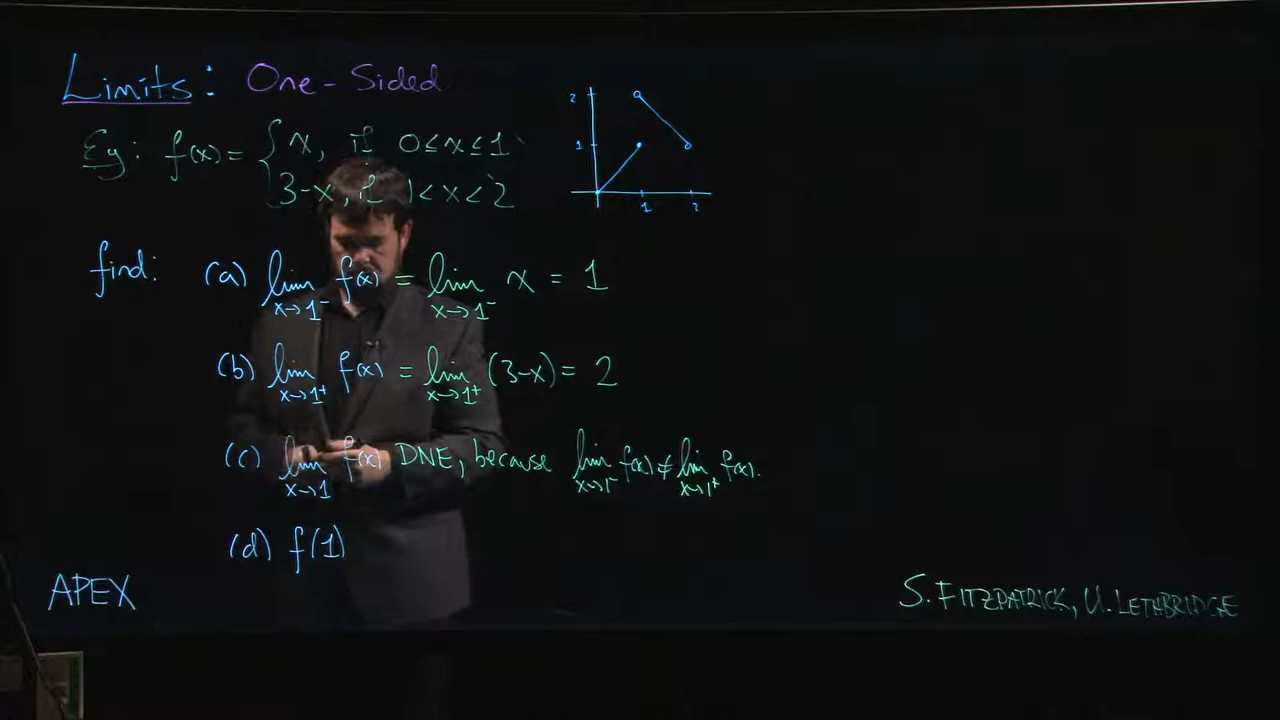 Limits: One-Sided
Eg: f(x) = { x, if 0≤x≤1
3-x, if 1<x<2
2
1
1 2
find: (a) lim x→1⁻ f(x) = lim x→1⁻ x = 1
(b) lim x→1⁺ f(x) = lim x→1⁺ (3-x) = 2
(c) lim x→1 f(x) DNE, because lim x→1⁻ f(x) ≠ lim x→1⁺ f(x).
(d) f(1)
APEX
S. FITZPATRICK, U. LETHBRIDGE